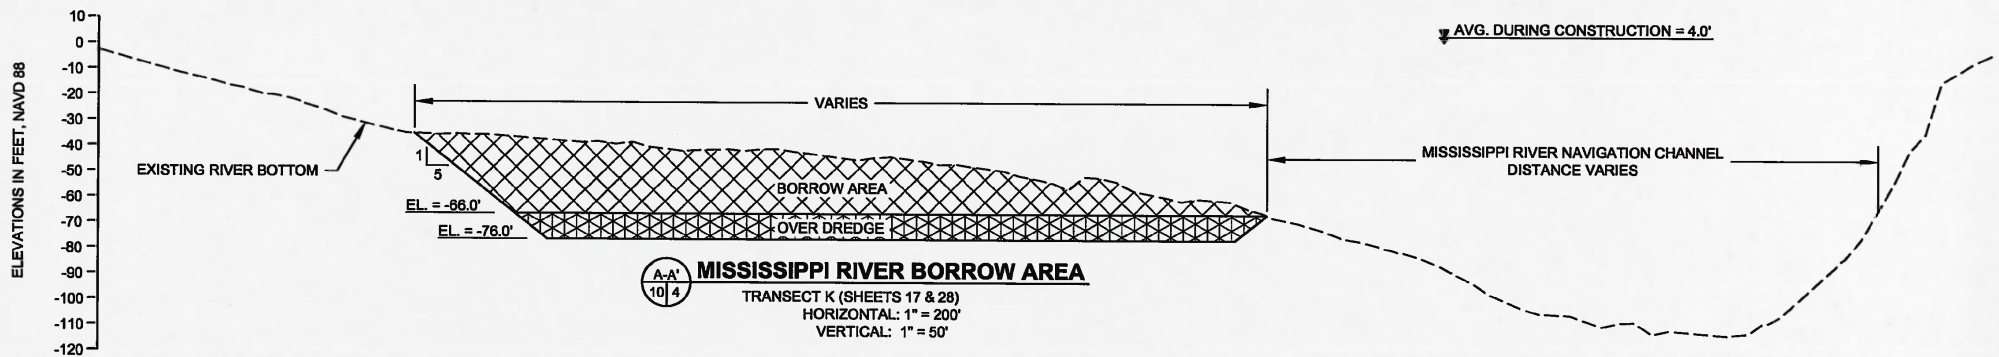 10
0
-10
-20
-30
-40
-50
-60
-70
-80
-90
-100
-110
-120
ELEVATIONS IN FEET, NAVD 88
AVG. DURING CONSTRUCTION = 4.0'
VARIES
EXISTING RIVER BOTTOM
1
5
MISSISSIPPI RIVER NAVIGATION CHANNEL
DISTANCE VARIES
BORROW AREA
EL. = -66.0'
OVER DREDGE
EL. = -76.0'
A-A'
10 4
MISSISSIPPI RIVER BORROW AREA
TRANSECT K (SHEETS 17 & 28)
HORIZONTAL: 1" = 200'
VERTICAL: 1" = 50'